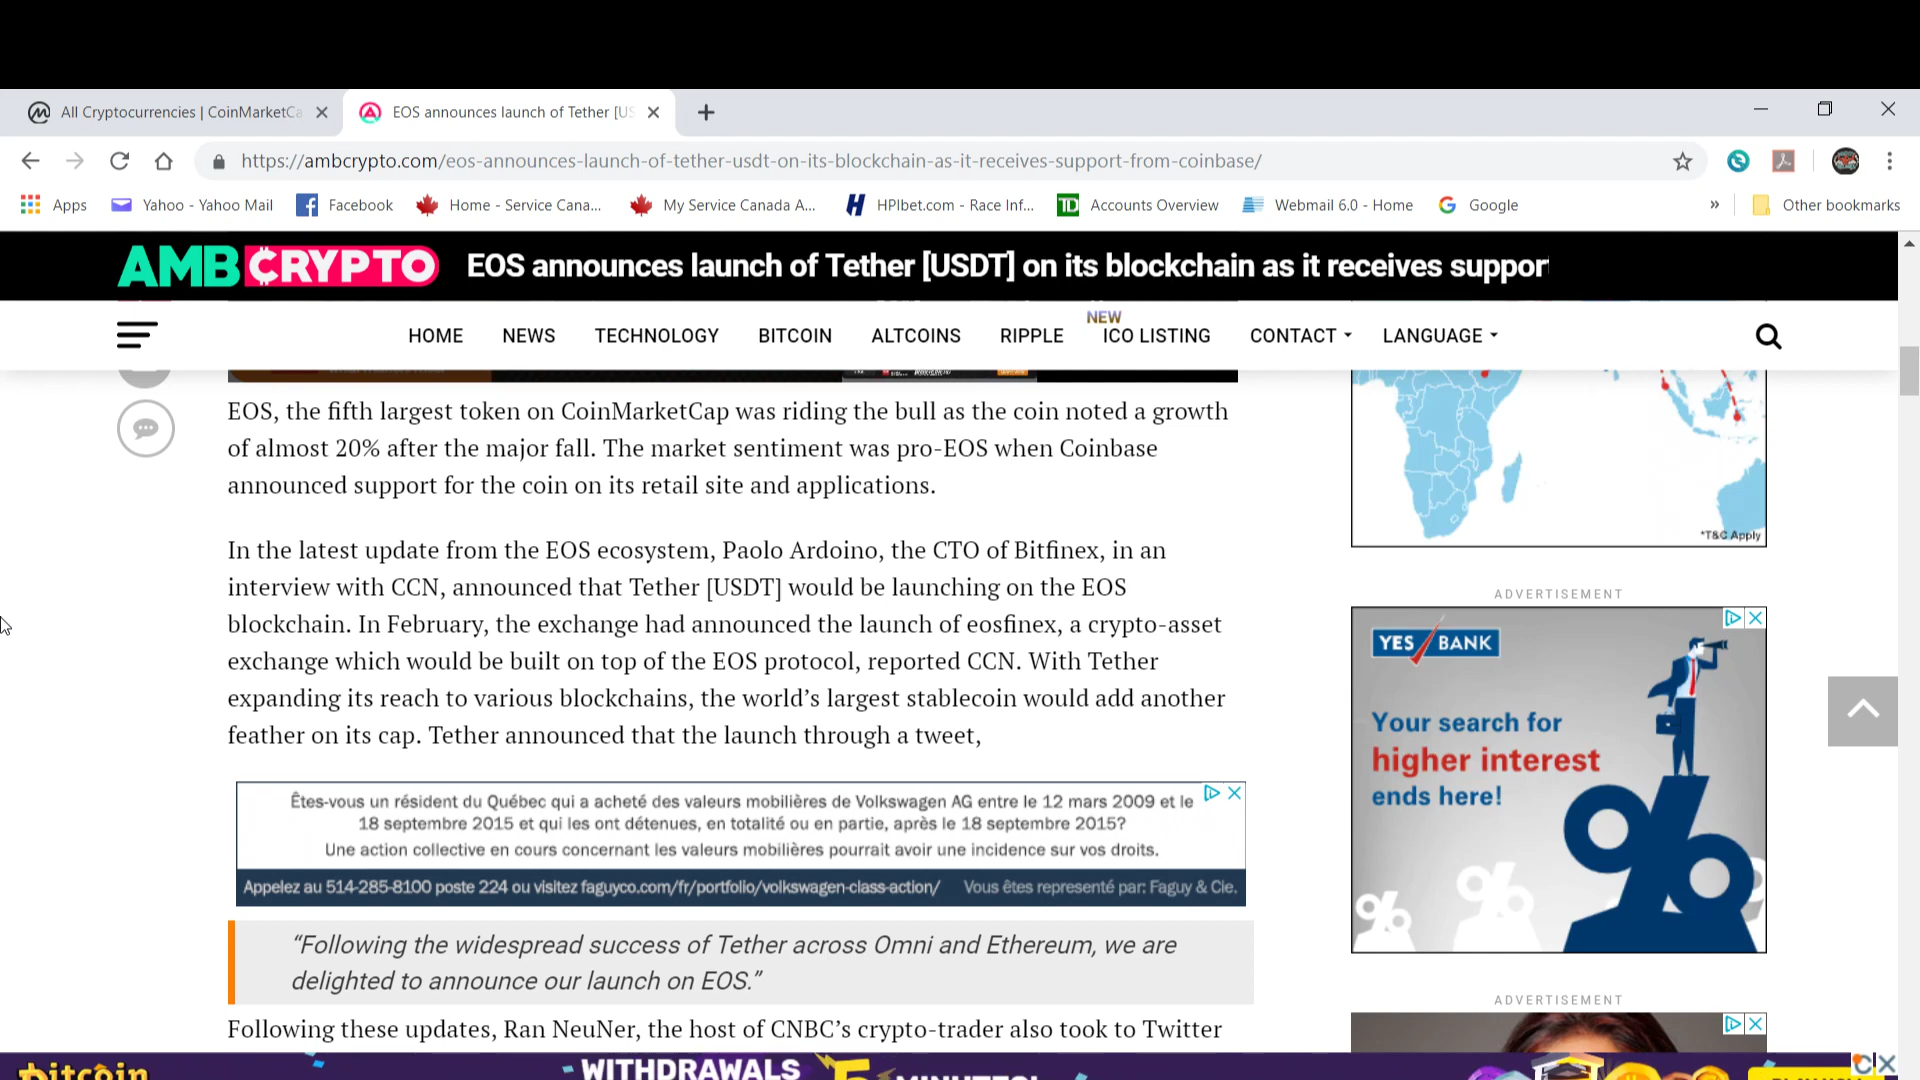 All Cryptocurrencies | CoinMarketCa
EOS announces launch of Tether [US
https://ambcrypto.com/eos-announces-launch-of-tether-usdt-on-its-blockchain-as-it-receives-support-from-coinbase/
Apps
Yahoo - Yahoo Mail
Facebook
Home - Service Cana...
My Service Canada A...
HPIbet.com - Race Inf...
TD
Accounts Overview
Webmail 6.0 - Home
Google
»
Other bookmarks
AMBCRYPTO
EOS announces launch of Tether [USDT] on its blockchain as it receives suppor
NEW
HOME
NEWS
TECHNOLOGY
BITCOIN
ALTCOINS
RIPPLE
ICO LISTING
CONTACT
LANGUAGE
EOS, the fifth largest token on CoinMarketCap was riding the bull as the coin noted a growth
of almost 20% after the major fall. The market sentiment was pro-EOS when Coinbase
announced support for the coin on its retail site and applications.
In the latest update from the EOS ecosystem, Paolo Ardoino, the CTO of Bitfinex, in an
interview with CCN, announced that Tether [USDT] would be launching on the EOS
blockchain. In February, the exchange had announced the launch of eosfinex, a crypto-asset
exchange which would be built on top of the EOS protocol, reported CCN. With Tether
expanding its reach to various blockchains, the world's largest stablecoin would add another
feather on its cap. Tether announced that the launch through a tweet,
Êtes-vous un résident du Québec qui a acheté des valeurs mobilières de Volkswagen AG entre le 12 mars 2009 et le
18 septembre 2015 et qui les ont détenues, en totalité ou en partie, après le 18 septembre 2015?
Une action collective en cours concernant les valeurs mobilières pourrait avoir une incidence sur vos droits.
Appelez au 514-285-8100 poste 224 ou visitez faguyco.com/fr/portfolio/volkswagen-class-action/ Vous êtes representé par: Faguy & Cie.
"Following the widespread success of Tether across Omni and Ethereum, we are
delighted to announce our launch on EOS."
Following these updates, Ran NeuNer, the host of CNBC's crypto-trader also took to Twitter
*T&C Apply
ADVERTISEMENT
YES BANK
Your search for
higher interest
ends here!
%
% %
ADVERTISEMENT
bitcoin
WITHDRAWALS
5
MINUTES!